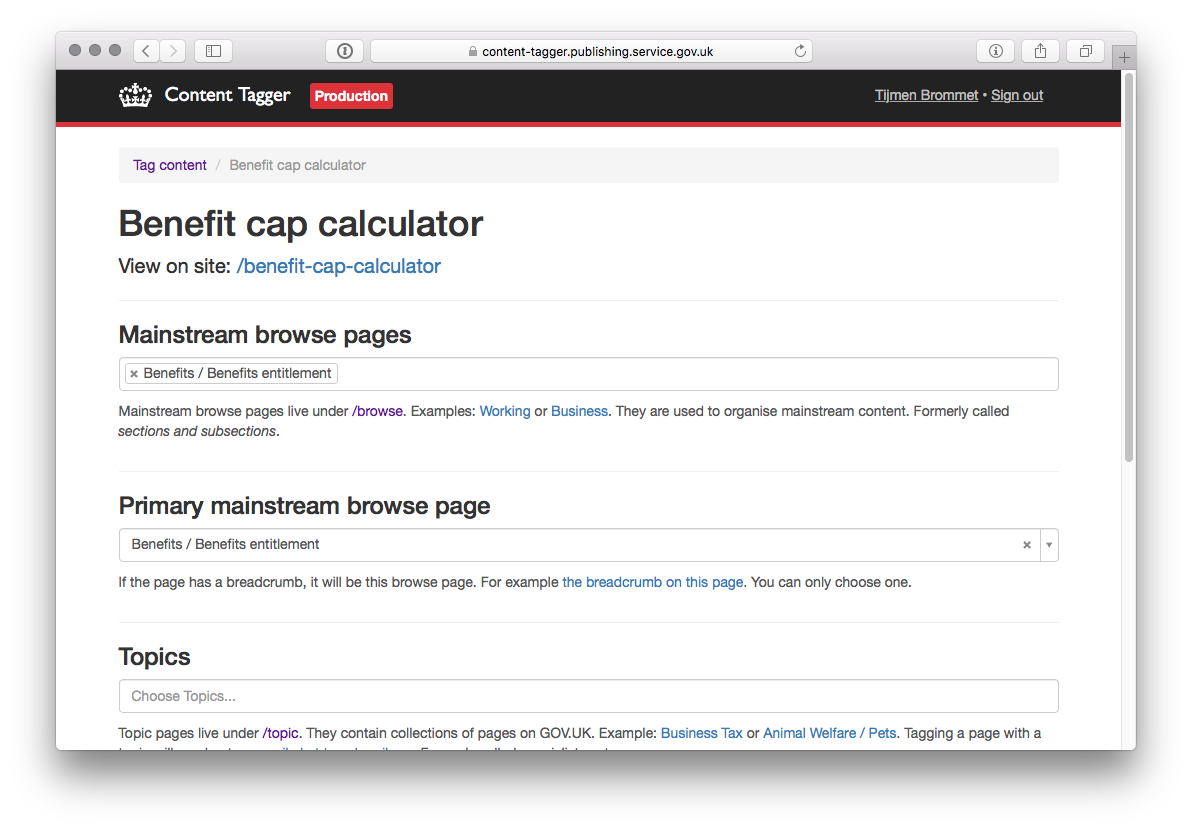 content-tagger.publishing.service.gov.uk
Content Tagger Production Tijmen Brommet • Sign out
Tag content / Benefit cap calculator
Benefit cap calculator
View on site: /benefit-cap-calculator
Mainstream browse pages
× Benefits / Benefits entitlement
Mainstream browse pages live under /browse. Examples: Working or Business. They are used to organise mainstream content. Formerly called
sections and subsections.
Primary mainstream browse page
Benefits / Benefits entitlement ×
If the page has a breadcrumb, it will be this browse page. For example the breadcrumb on this page. You can only choose one.
Topics
Choose Topics...
Topic pages live under /topic. They contain collections of pages on GOV.UK. Example: Business Tax or Animal Welfare / Pets. Tagging a page with a